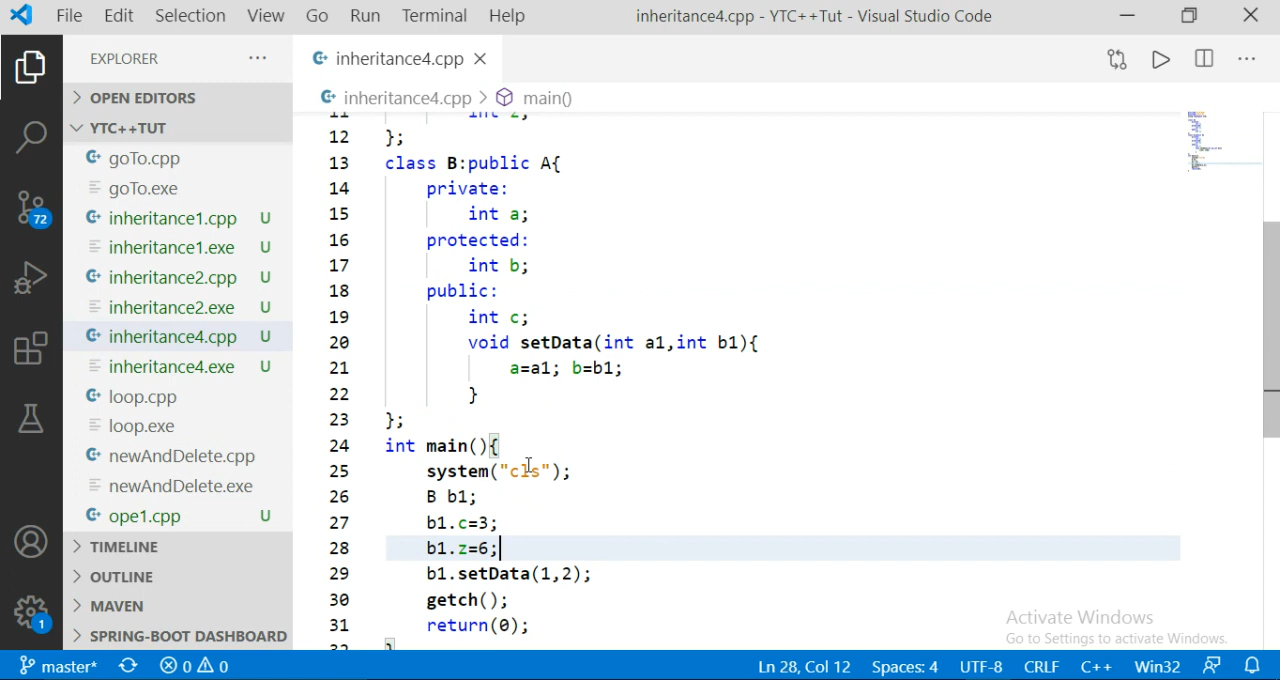 File Edit Selection View Go Run Terminal Help inheritance4.cpp - YTC++Tut - Visual Studio Code
EXPLORER ···
inheritance4.cpp
OPEN EDITORS
inheritance4.cpp > main()
YTC++TUT
goTo.cpp
goTo.exe
inheritance1.cpp U
inheritance1.exe U
inheritance2.cpp U
inheritance2.exe U
inheritance4.cpp U
inheritance4.exe U
loop.cpp
loop.exe
newAndDelete.cpp
newAndDelete.exe
ope1.cpp U
TIMELINE
OUTLINE
MAVEN
SPRING-BOOT DASHBOARD
72
1
11 int z;
12 };
13 class B:public A{
14 private:
15 int a;
16 protected:
17 int b;
18 public:
19 int c;
20 void setData(int a1,int b1){
21 a=a1; b=b1;
22 }
23 };
24 int main(){
25 system("cls");
26 B b1;
27 b1.c=3;
28 b1.z=6;
29 b1.setData(1,2);
30 getch();
31 return(0);
32 }
Activate Windows
Go to Settings to activate Windows.
master* 0 0 Ln 28, Col 12 Spaces: 4 UTF-8 CRLF C++ Win32